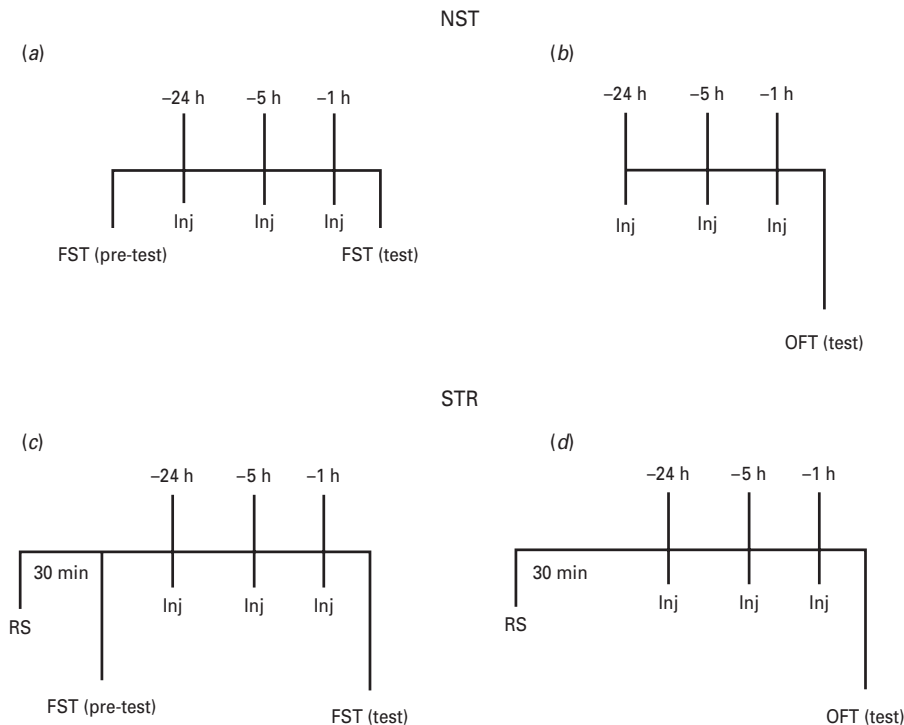 NST
(a)
–24 h –5 h –1 h
Inj Inj Inj
FST (pre-test) FST (test)
(b)
–24 h –5 h –1 h
Inj Inj Inj
OFT (test)
STR
(c)
–24 h –5 h –1 h
30 min
Inj Inj Inj
RS
FST (pre-test) FST (test)
(d)
–24 h –5 h –1 h
30 min
Inj Inj Inj
RS
OFT (test)